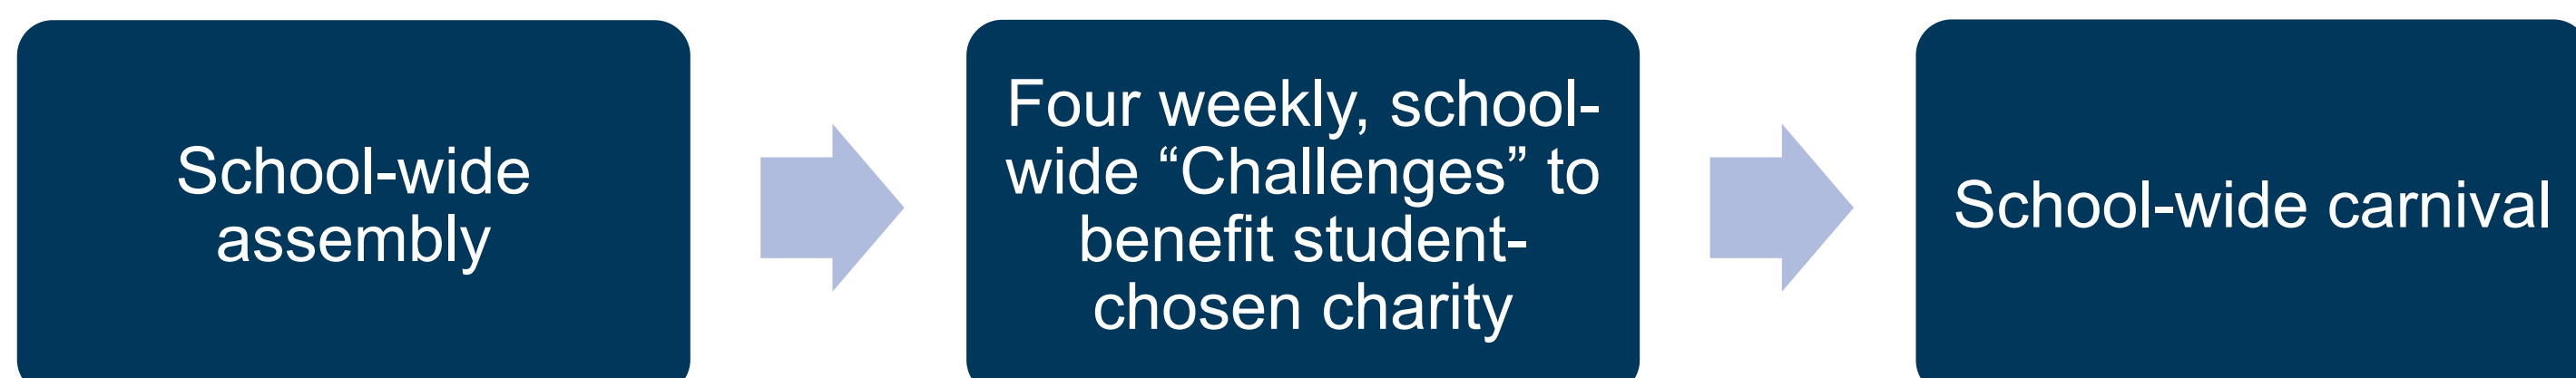 School-wide
assembly
Four weekly, school-
wide “Challenges” to
benefit student-
chosen charity
School-wide carnival